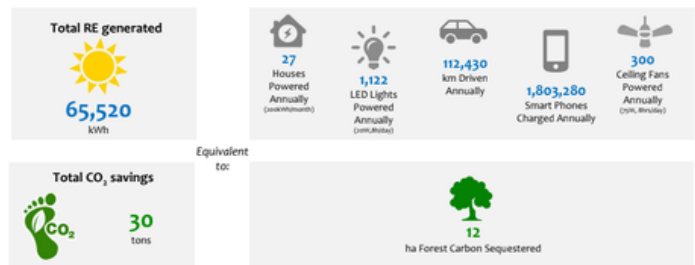 Total RE generated
65,520
kWh
27
Houses
Powered
Annually
(200kWh/month)
1,122
LED Lights
Powered
Annually
(20W,8h/day)
112,430
km Driven
Annually
1,803,280
Smart Phones
Charged Annually
300
Ceiling Fans
Powered
Annually
(75W, 8hrs/day)
Equivalent
to:
Total CO₂ savings
CO₂
30
tons
12
ha Forest Carbon Sequestered